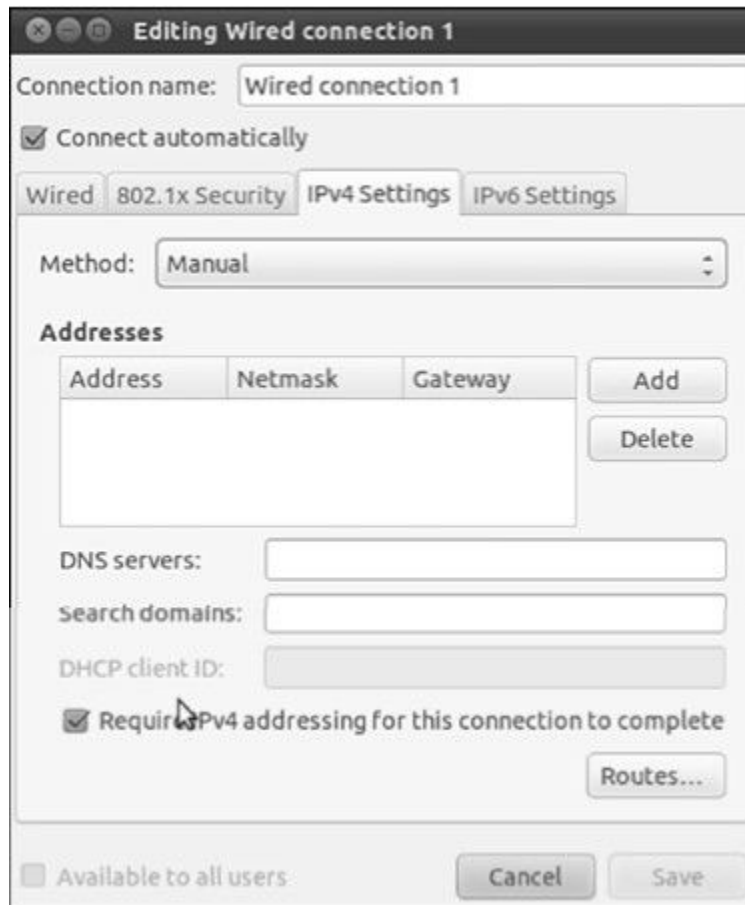 Editing Wired connection 1
Connection name: Wired connection 1
Connect automatically
Wired 802.1x Security IPv4 Settings IPv6 Settings
Method: Manual
Addresses
Address Netmask Gateway Add
Delete
DNS servers:
Search domains:
DHCP client ID:
Require IPv4 addressing for this connection to complete
Routes...
Available to all users Cancel Save